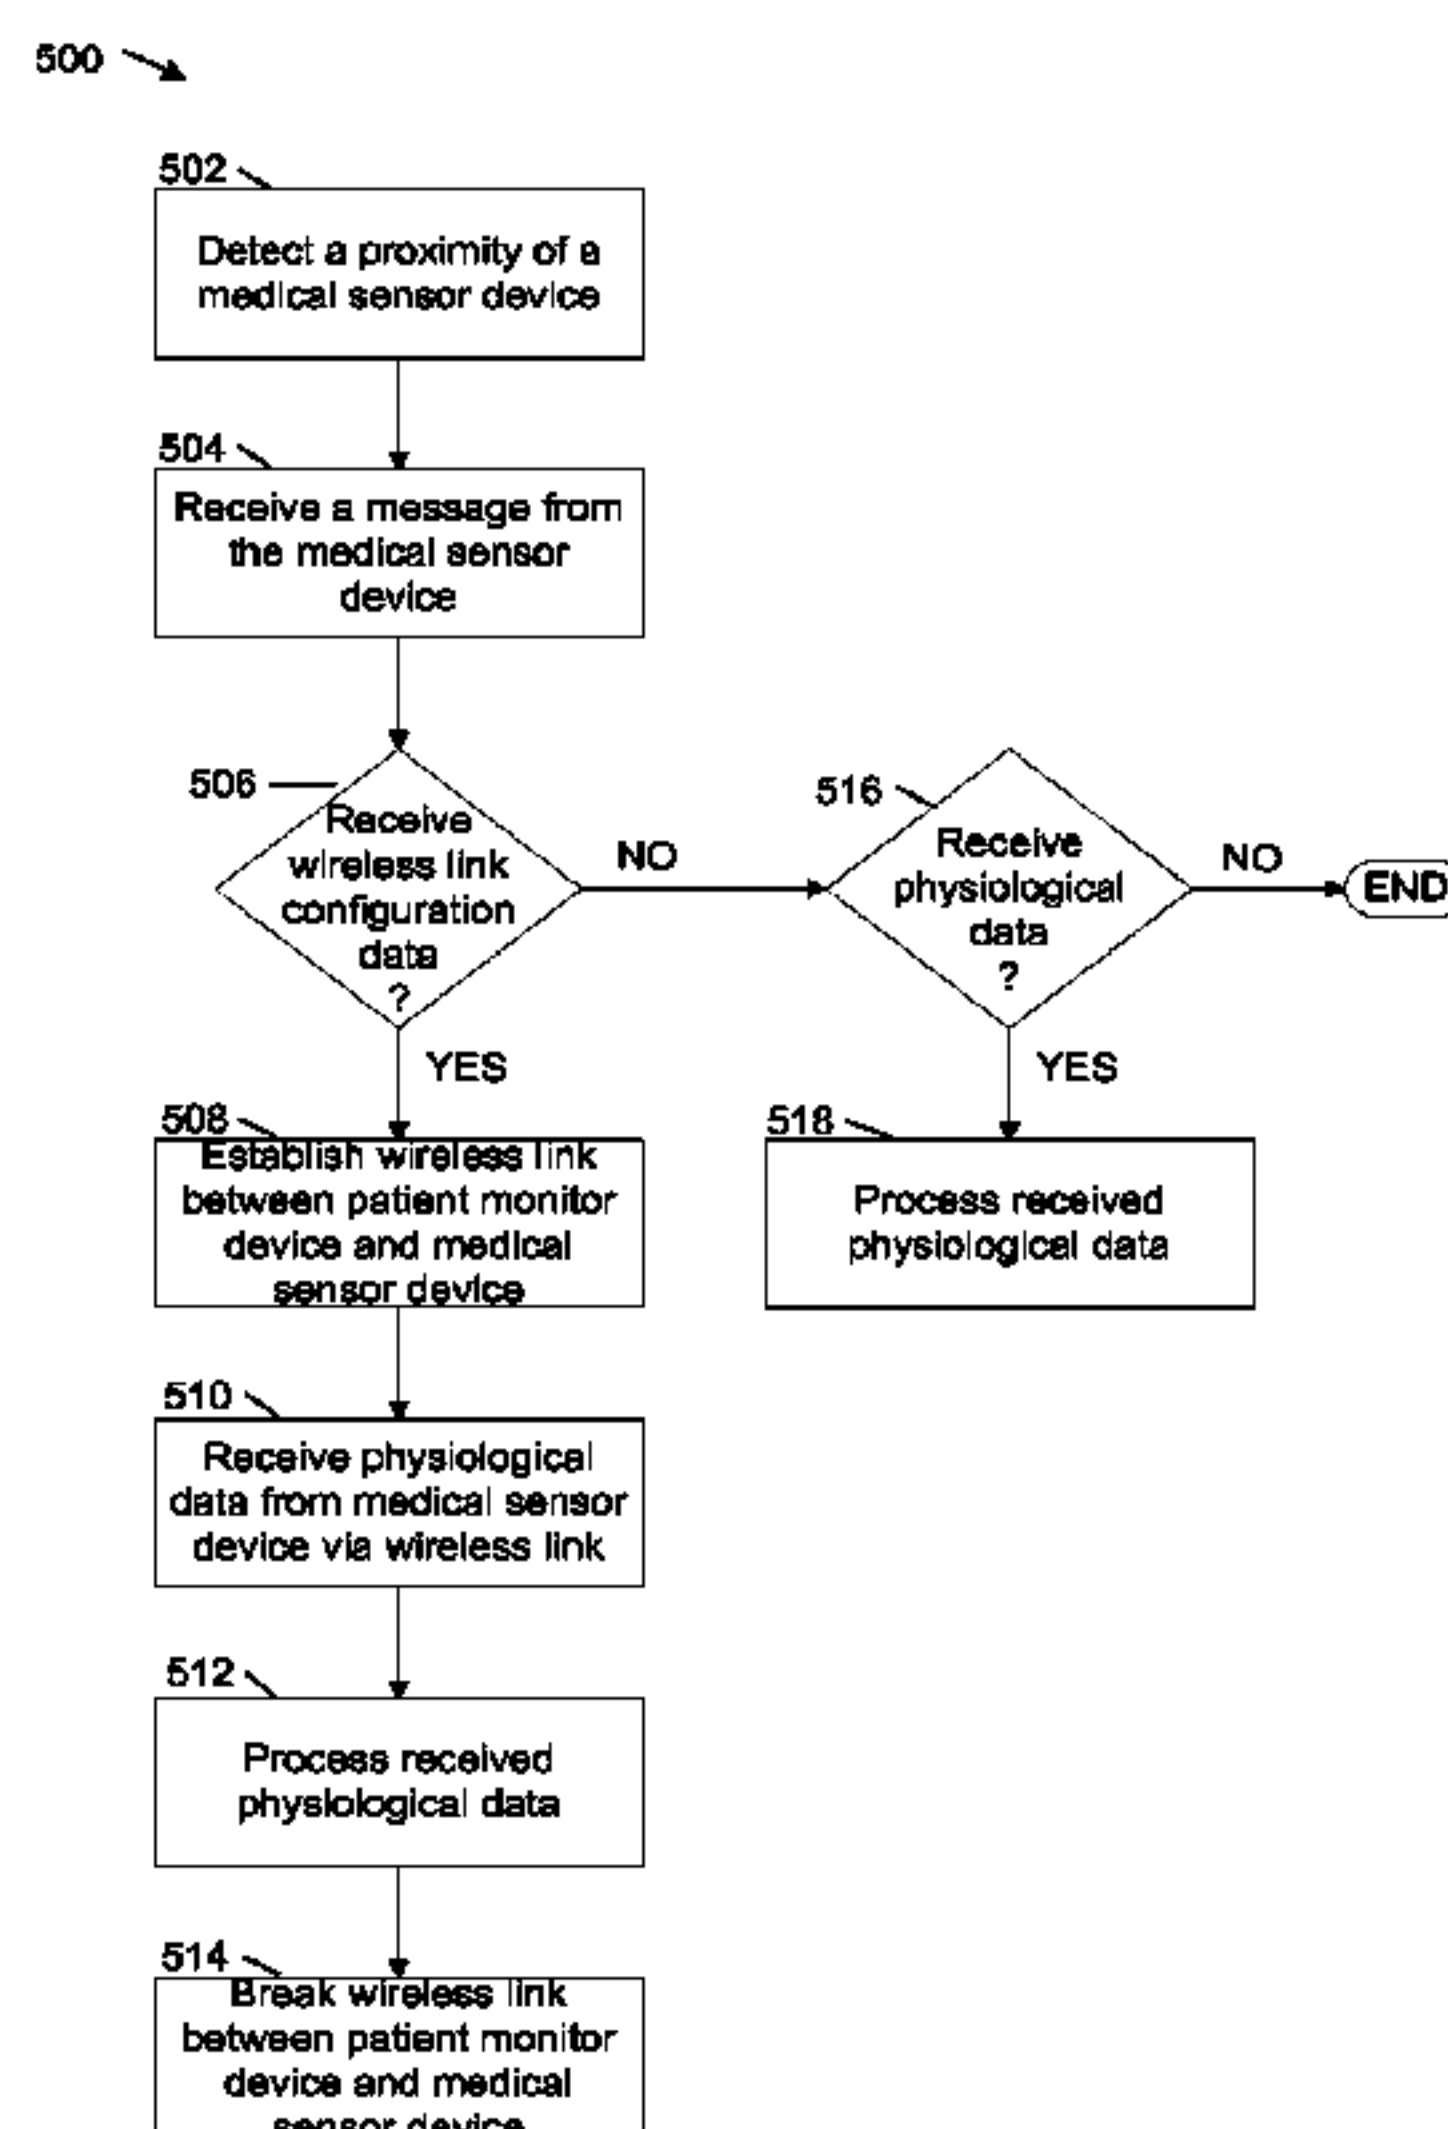 500
502
Detect a proximity of a
medical sensor device
504
Receive a message from
the medical sensor
device
506
Receive
wireless link
configuration
data
?
NO
516
Receive
physiological
data
?
NO
END
YES
YES
508
Establish wireless link
between patient monitor
device and medical
sensor device
518
Process received
physiological data
510
Receive physiological
data from medical sensor
device via wireless link
512
Process received
physiological data
514
Break wireless link
between patient monitor
device and medical
sensor device